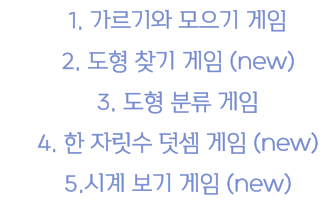 1. 가르기와 모으기 게임
2. 도형 찾기 게임 (new)
3. 도형 분류 게임
4. 한 자릿수 덧셈 게임 (new)
5.시계 보기 게임 (new)